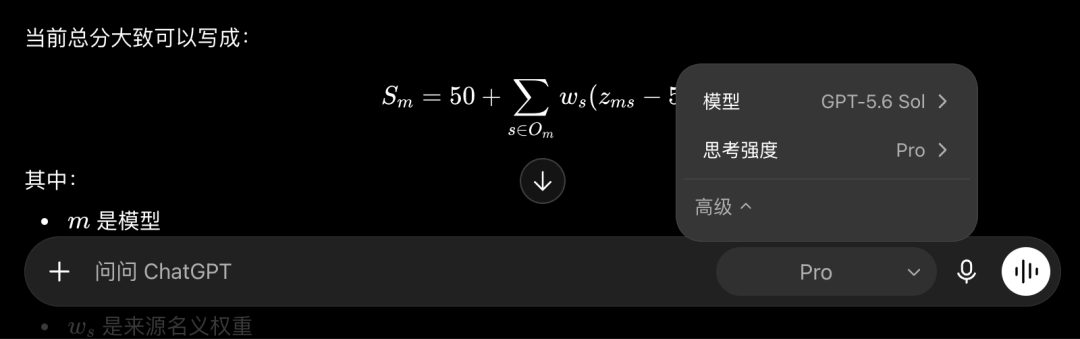 当前总分大致可以写成：
S_m = 50 + ∑_{s∈O_m} w_s(z_{ms} −
其中：
• m 是模型
模型 GPT-5.6 Sol >
思考强度 Pro >
高级
问问 ChatGPT
Pro
• w_s 是来源名义权重